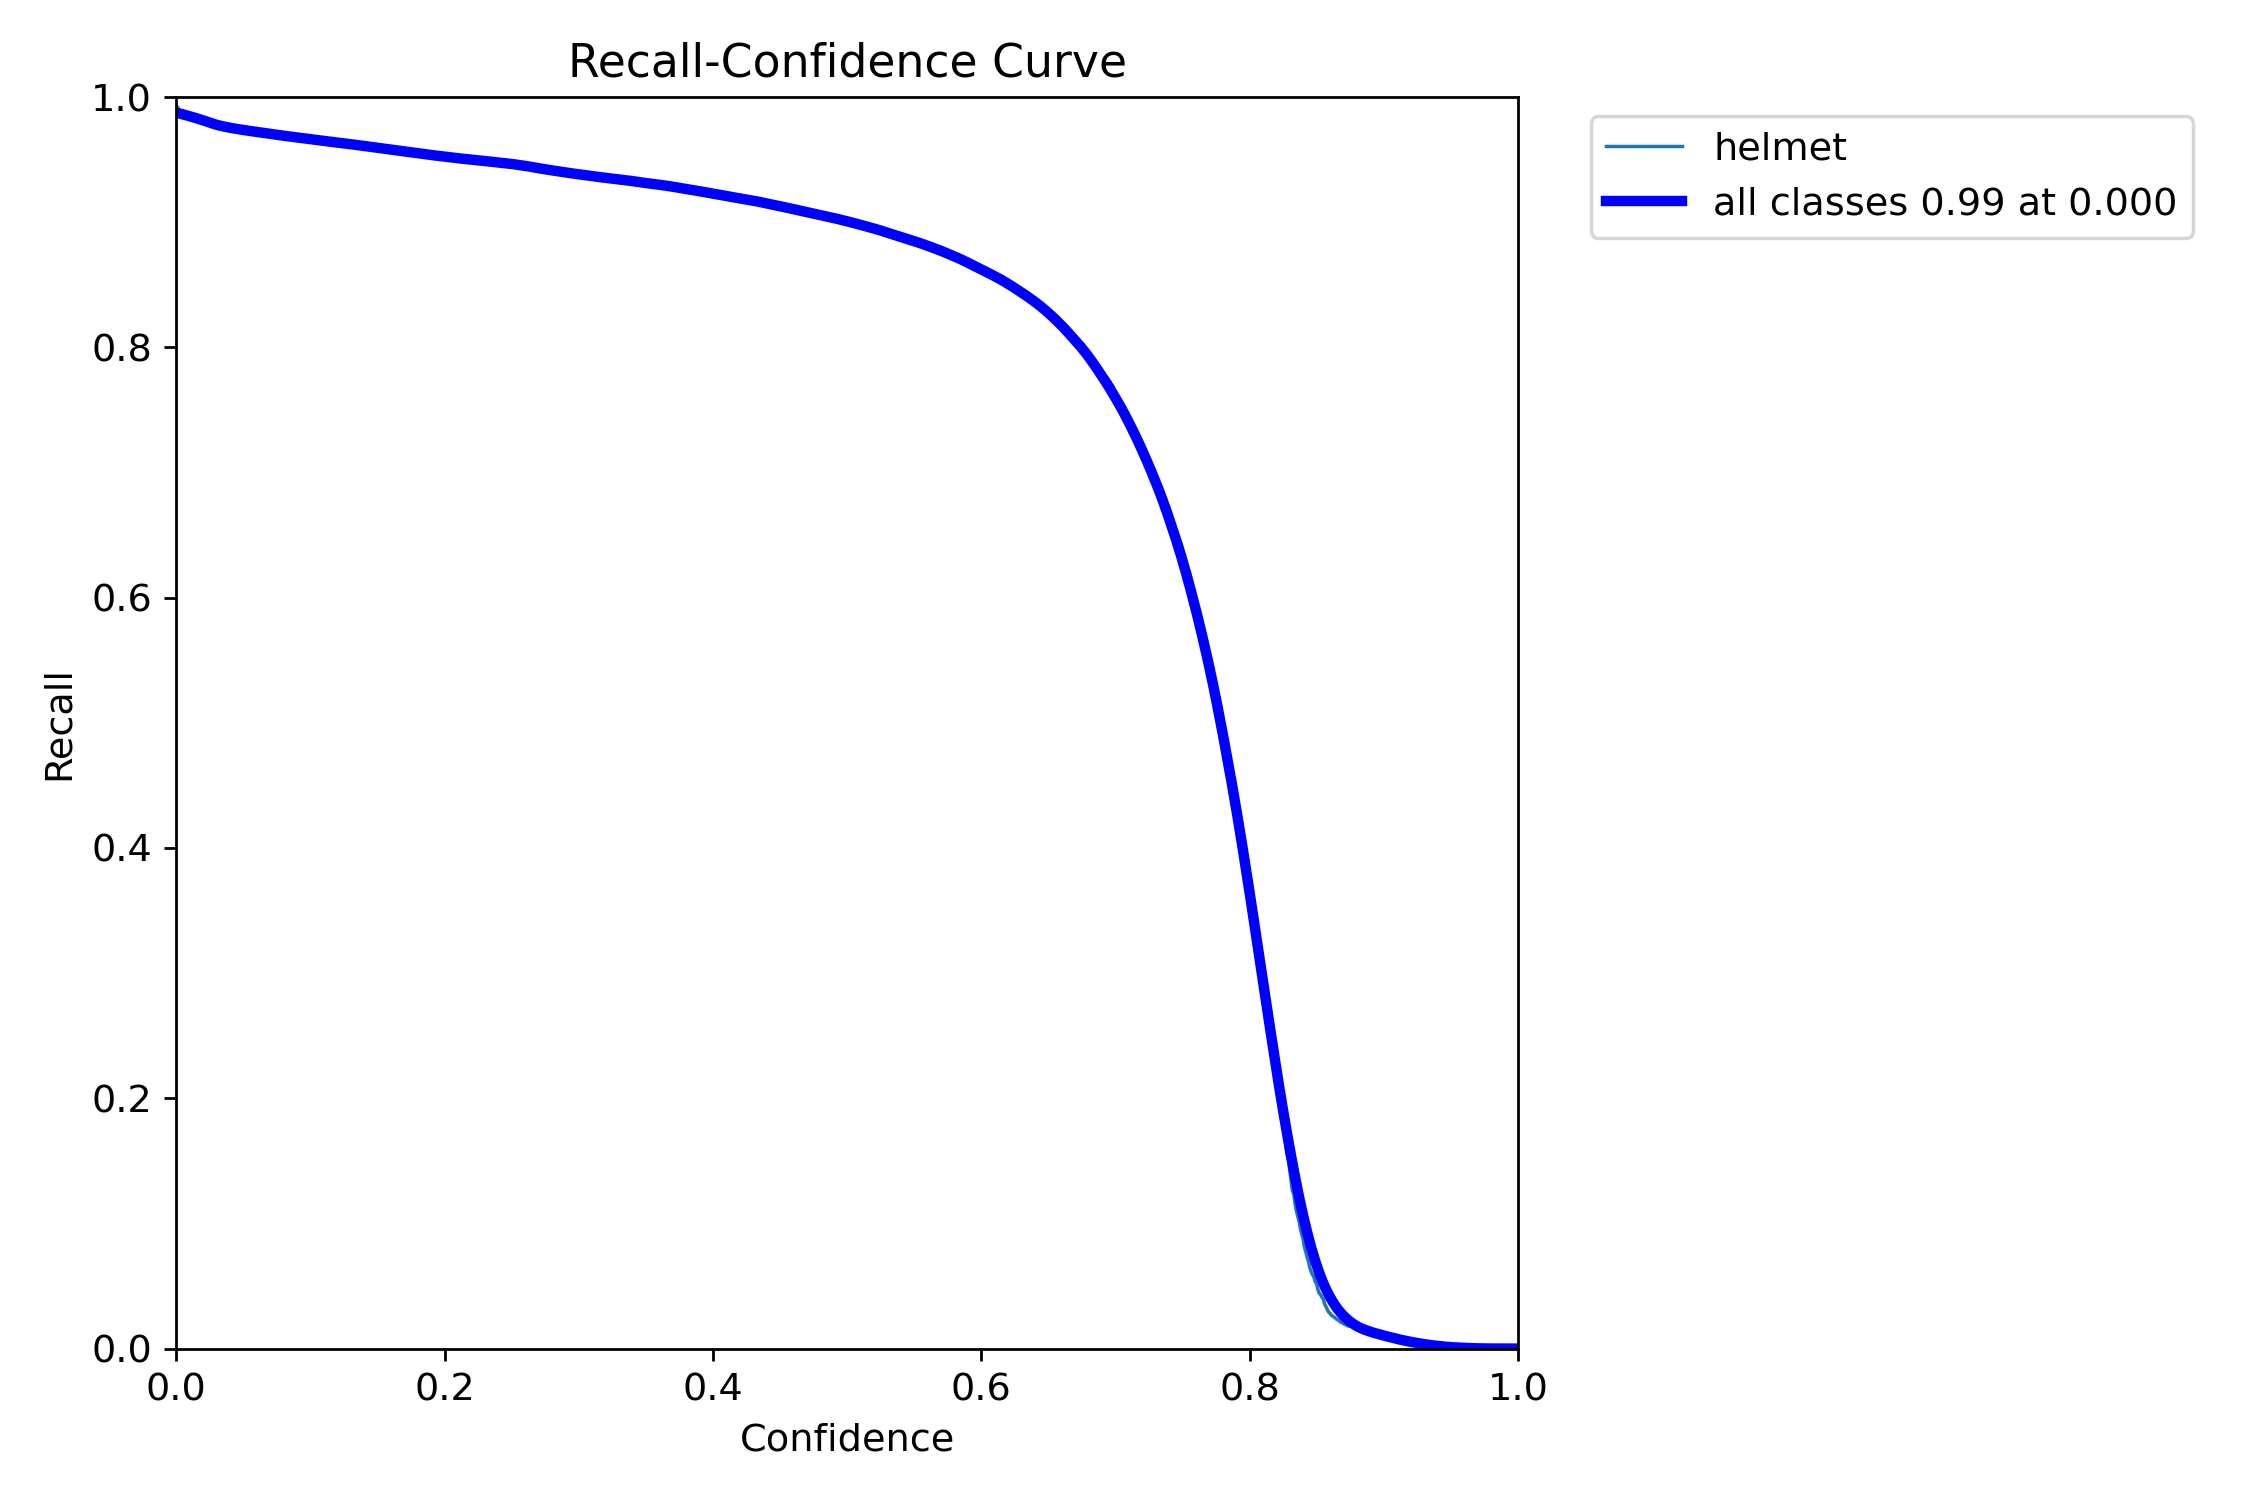 Recall-Confidence Curve
1.0
0.8
0.6
0.4
0.2
0.0
Recall
0.0 0.2 0.4 0.6 0.8 1.0
Confidence
helmet
all classes 0.99 at 0.000